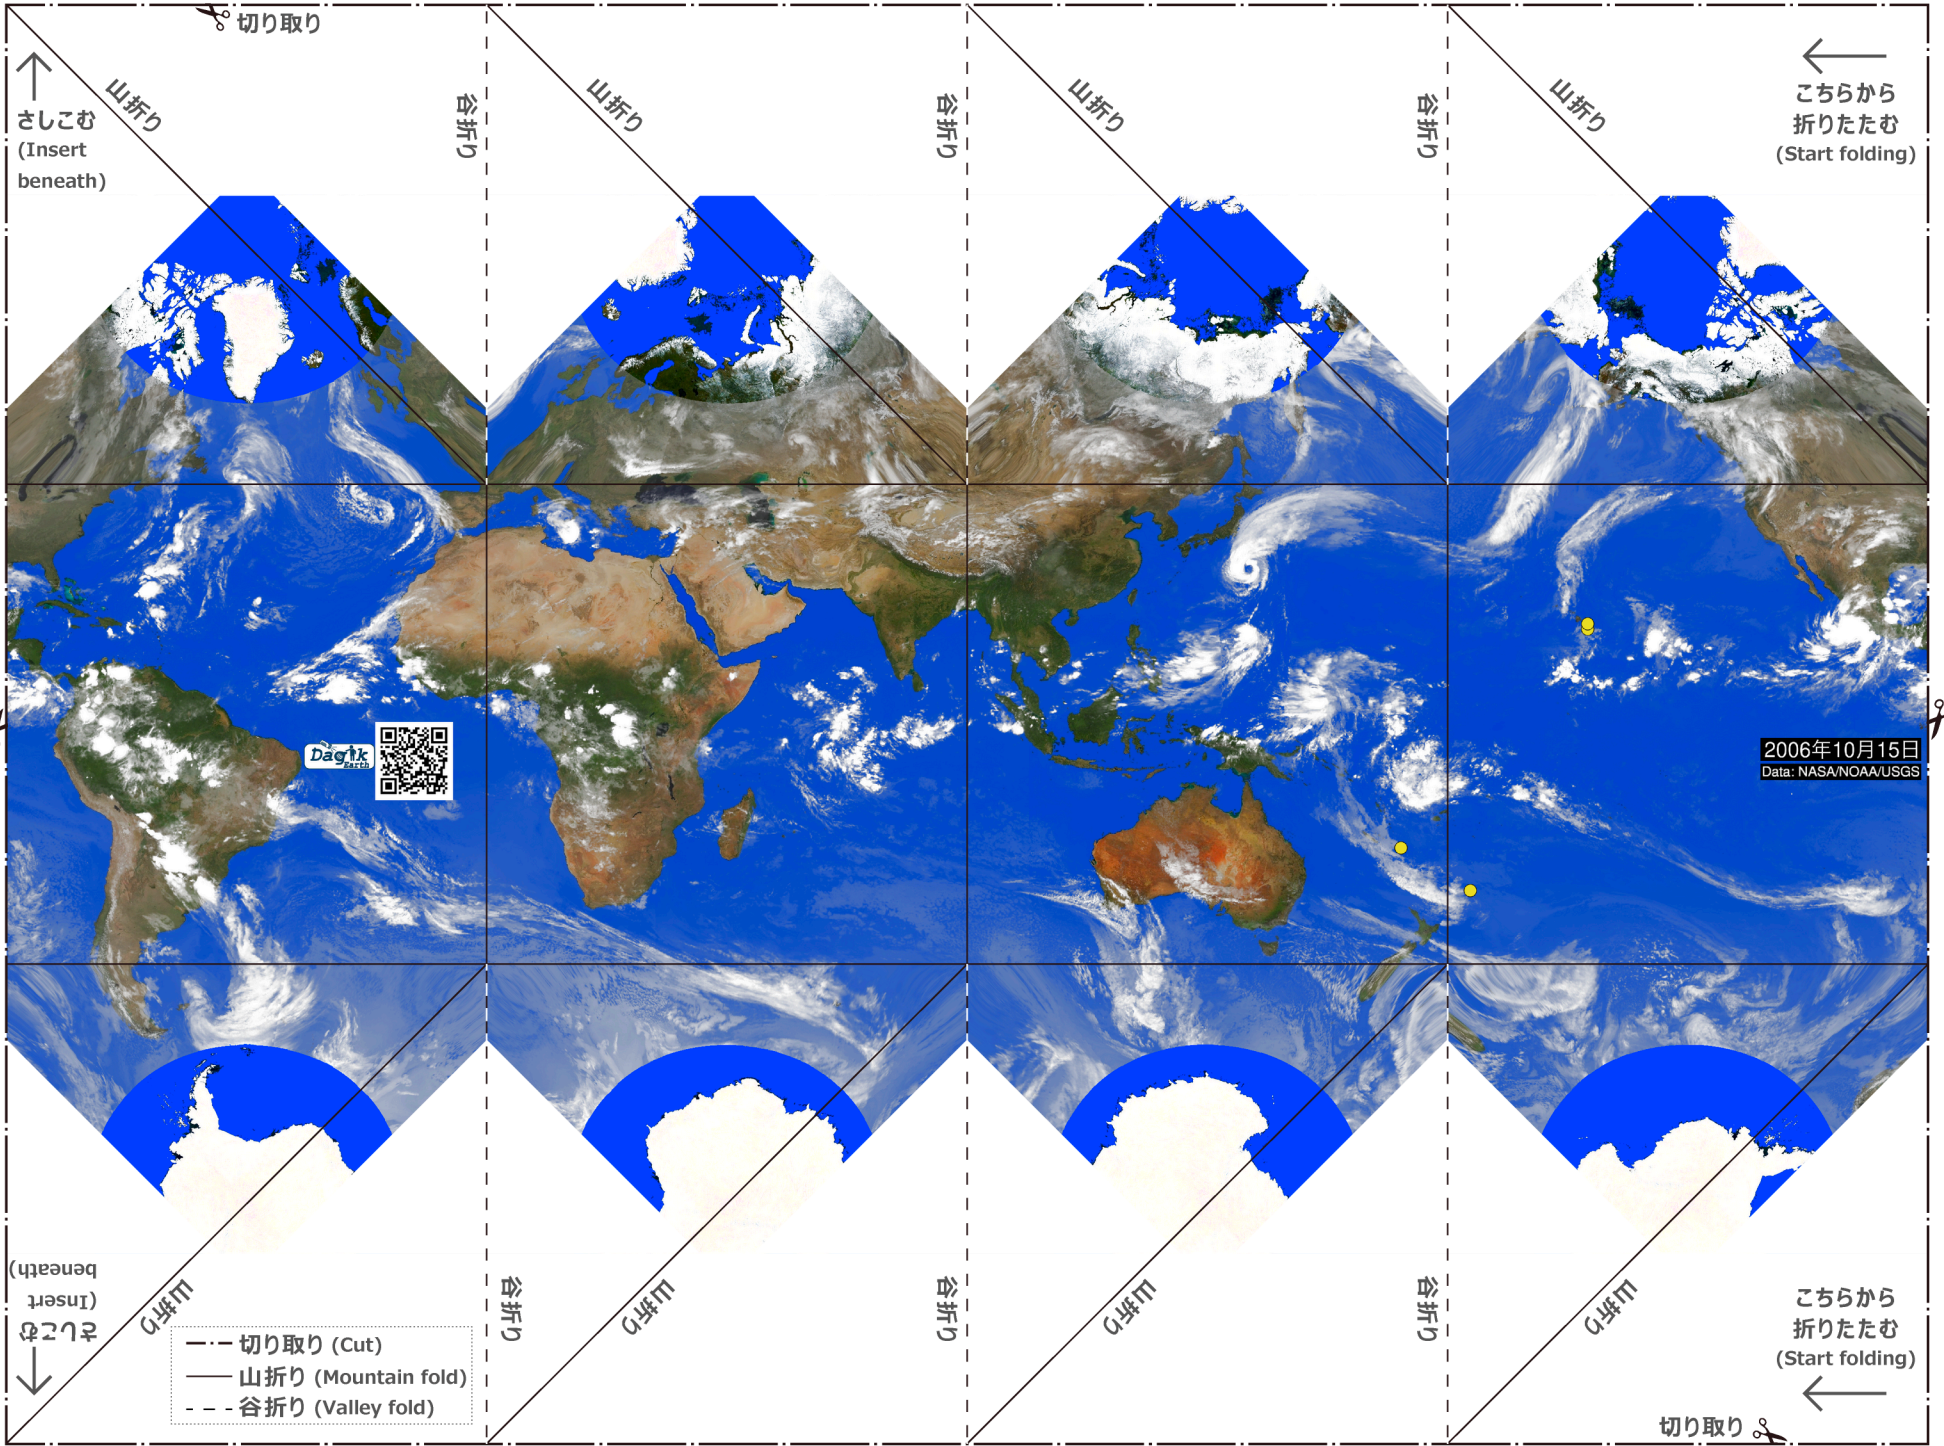 切り取り
山折り
谷折り
山折り
谷折り
山折り
谷折り
山折り
さしこむ
(Insert
beneath)
こちらから
折りたたむ
(Start folding)
Dagik
Earth
2006年10月15日
Data: NASA/NOAA/USGS
さしこむ
(Insert
beneath)
山折り
谷折り
山折り
谷折り
山折り
谷折り
山折り
こちらから
折りたたむ
(Start folding)
切り取り (Cut)
山折り (Mountain fold)
谷折り (Valley fold)
切り取り